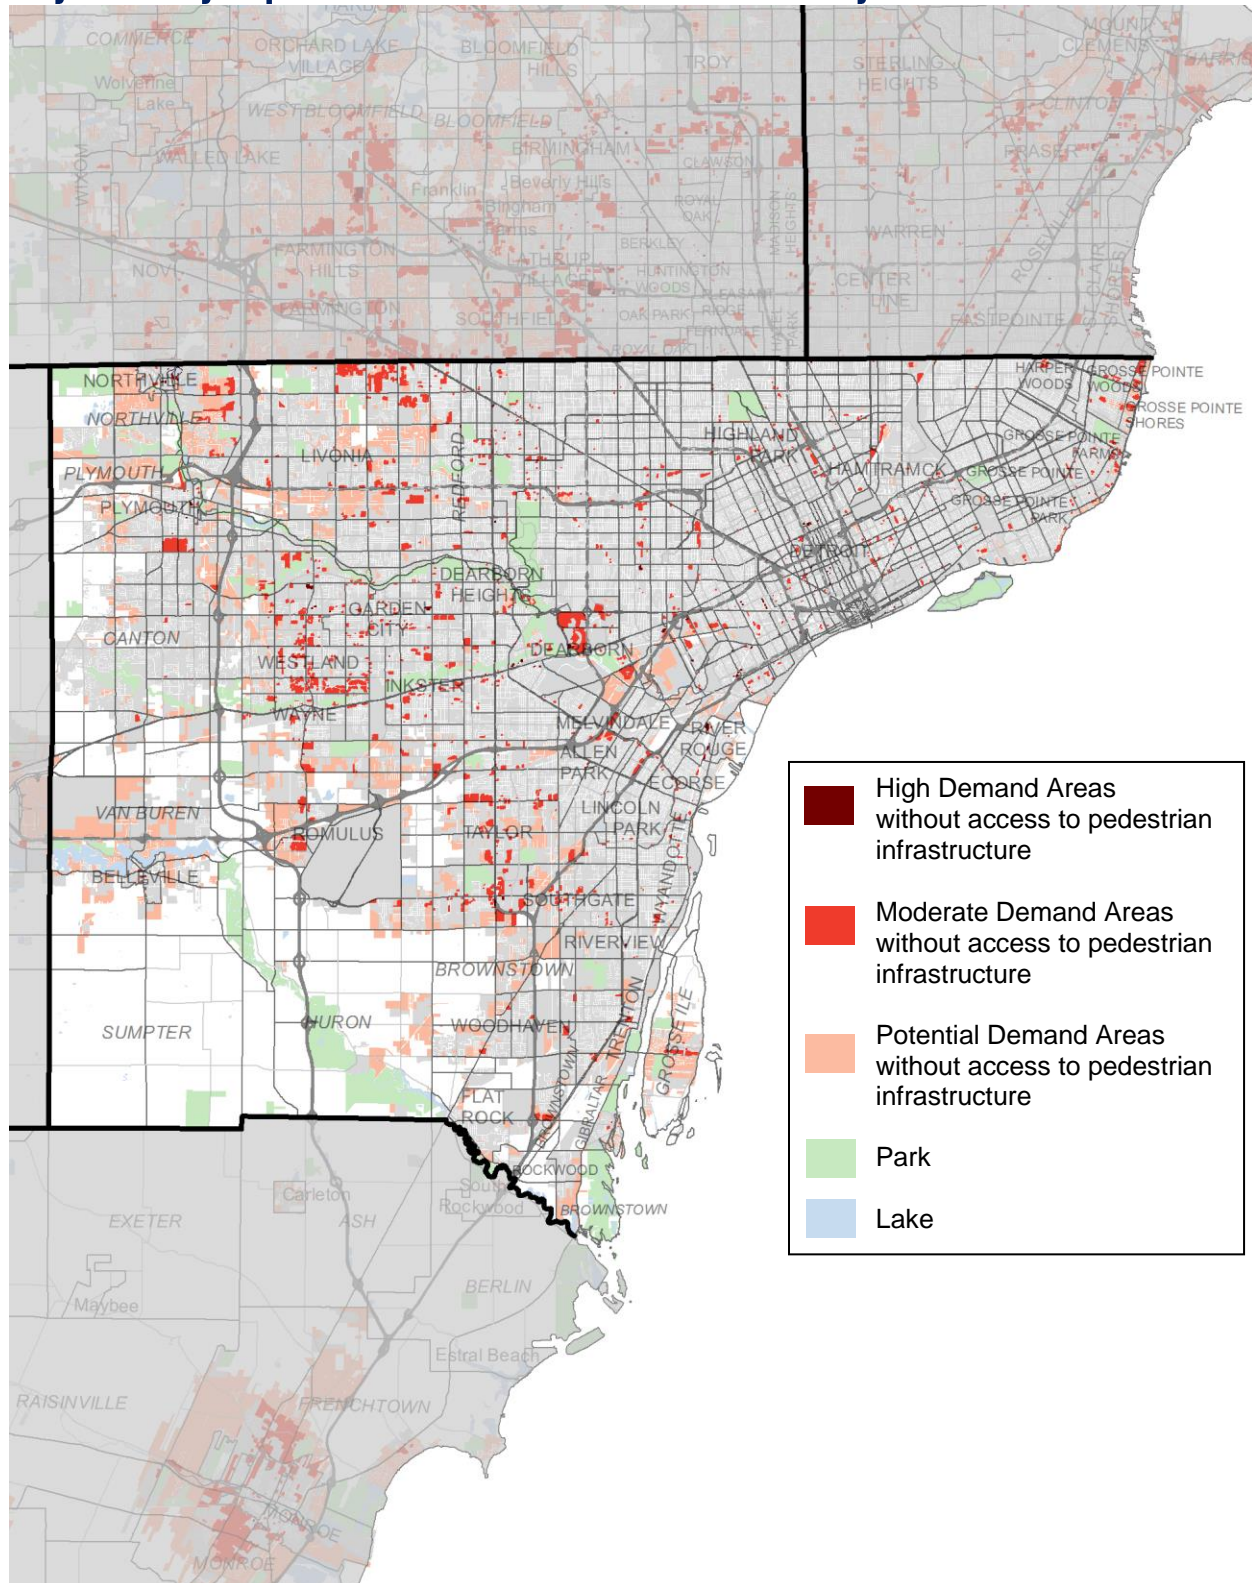 COMMERCE
ORCHARD LAKE
VILLAGE
BLOOMFIELD
HILLS
TROY
MOUNT
CLEMENS
STERLING
HEIGHTS
Wolverine
Lake
WEST BLOOMFIELD
BLOOMFIELD
CLINTON
WIXOM
WALLED LAKE
BIRMINGHAM
CLAWSON
FRASER
Franklin
Beverly Hills
Bingham
Farms
ROYAL
OAK
MADISON
HEIGHTS
BERKLEY
WARREN
ROSEVILLE
NOVI
FARMINGTON
HILLS
LATHRUP
VILLAGE
HUNTINGTON
WOODS
PLEASANT
RIDGE
CENTER
LINE
ST CLAIR
SHORES
FARMINGTON
SOUTHFIELD
OAK PARK
FERNDALE
HAZEL
PARK
EASTPOINTE
ROYAL OAK
NORTHVILLE
HARPER
WOODS
GROSSE POINTE
WOODS
NORTHVILLE
GROSSE POINTE
SHORES
LIVONIA
REDFORD
HIGHLAND
PARK
GROSSE POINTE
FARMS
PLYMOUTH
HAMTRAMCK
GROSSE POINTE
PLYMOUTH
GROSSE POINTE
PARK
DETROIT
DEARBORN
HEIGHTS
GARDEN
CITY
CANTON
DEARBORN
WESTLAND
INKSTER
WAYNE
MELVINDALE
RIVER
ROUGE
ALLEN
PARK
ECORSE
VAN BUREN
ROMULUS
TAYLOR
LINCOLN
PARK
WYANDOTTE
BELLEVILLE
SOUTHGATE
RIVERVIEW
BROWNSTOWN
SUMPTER
HURON
WOODHAVEN
TRENTON
GROSSE ILE
FLAT
ROCK
BROWNSTOWN
GIBRALTAR
ROCKWOOD
South
Rockwood
BROWNSTOWN
Carleton
EXETER
ASH
BERLIN
Maybee
Estral Beach
RAISINVILLE
FRENCHTOWN
MONROE
MONROE
High Demand Areas
without access to pedestrian
infrastructure
Moderate Demand Areas
without access to pedestrian
infrastructure
Potential Demand Areas
without access to pedestrian
infrastructure
Park
Lake